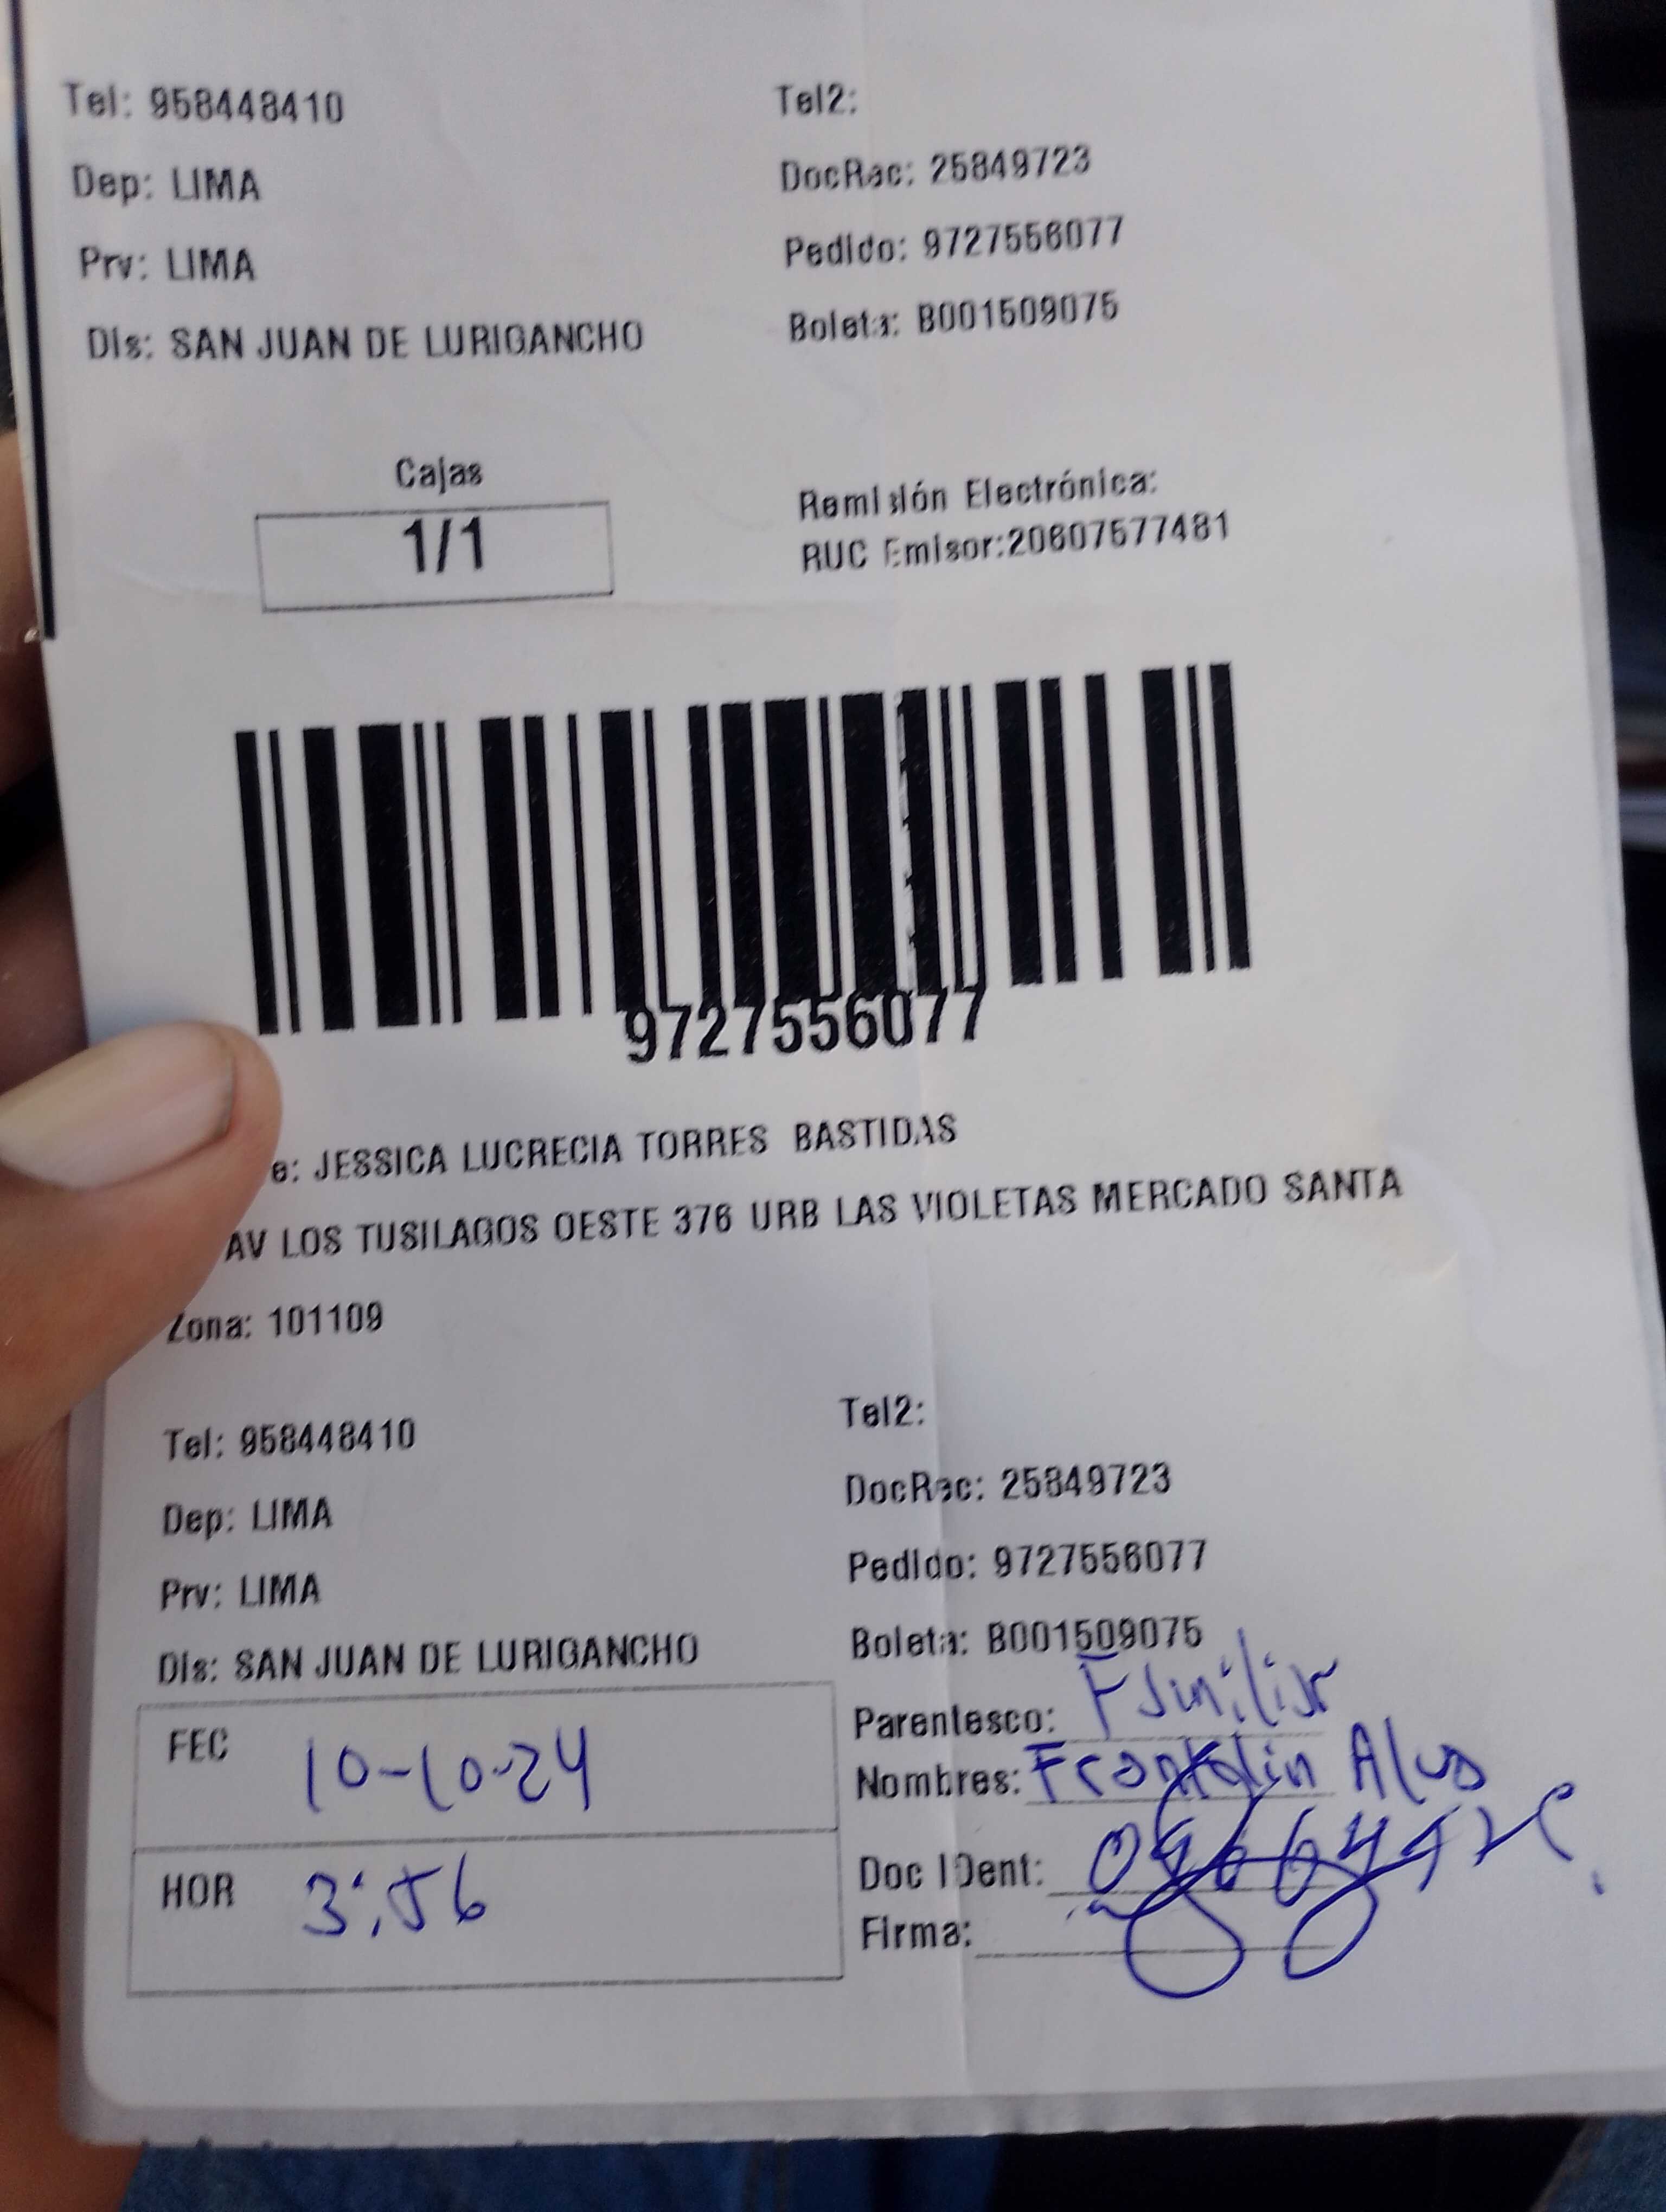 Tel: 958448410
Tel2:
Dep: LIMA
DocRec: 25849723
Prv: LIMA
Pedido: 9727556077
Dis: SAN JUAN DE LURIGANCHO
Boleta: B001509075
Cajas
1/1
Remisión Electrónica:
RUC Emisor:20607577481
9727556077
e: JESSICA LUCRECIA TORRES BASTIDAS
AV LOS TUSILAGOS OESTE 376 URB LAS VIOLETAS MERCADO SANTA
Zona: 101109
Tel: 958448410
Tel2:
Dep: LIMA
DocRec: 25849723
Prv: LIMA
Pedido: 9727556077
Dis: SAN JUAN DE LURIGANCHO
Boleta: B001509075
FEC 10-10-24
Parentesco: Familiar
Nombres: Franklin
HOR 3:56
Doc IDent:
Firma: